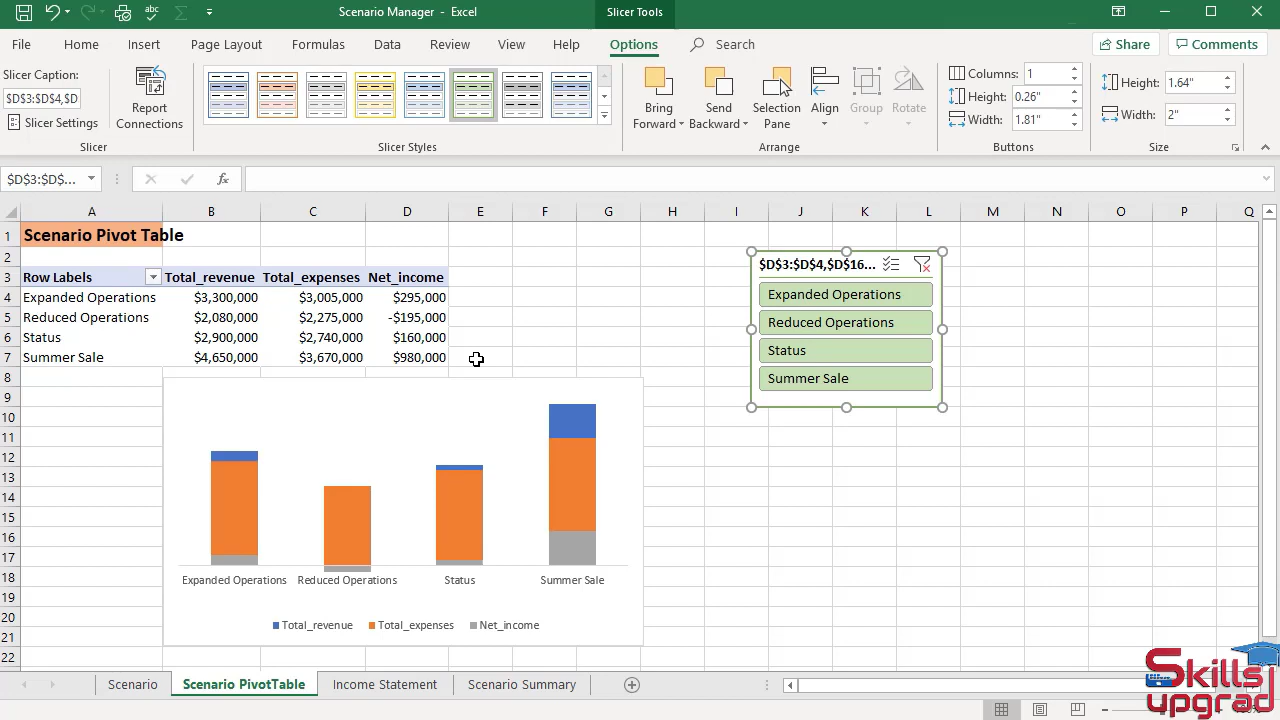 Scenario Manager - Excel
Slicer Tools
File Home Insert Page Layout Formulas Data Review View Help Options Search Share Comments
Slicer Caption:
$D$3:$D$4,$D
Slicer Settings
Report Connections
Slicer
Slicer Styles
Bring Forward
Send Backward
Selection Pane
Align
Group
Rotate
Arrange
Columns: 1
Height: 0.26"
Width: 1.81"
Buttons
Height: 1.64"
Width: 2"
Size
$D$3:$D$...
fx
A B C D E F G H I J K L M N O P Q
1 Scenario Pivot Table
2
3 Row Labels Total_revenue Total_expenses Net_income
4 Expanded Operations $3,300,000 $3,005,000 $295,000
5 Reduced Operations $2,080,000 $2,275,000 -$195,000
6 Status $2,900,000 $2,740,000 $160,000
7 Summer Sale $4,650,000 $3,670,000 $980,000
8
9
10
11
12
13
14
15
16
17
18
19
20
21
22
$D$3:$D$4,$D$16...
Expanded Operations
Reduced Operations
Status
Summer Sale
Expanded Operations Reduced Operations Status Summer Sale
Total_revenue Total_expenses Net_income
Scenario Scenario PivotTable Income Statement Scenario Summary
Skills
upgrad